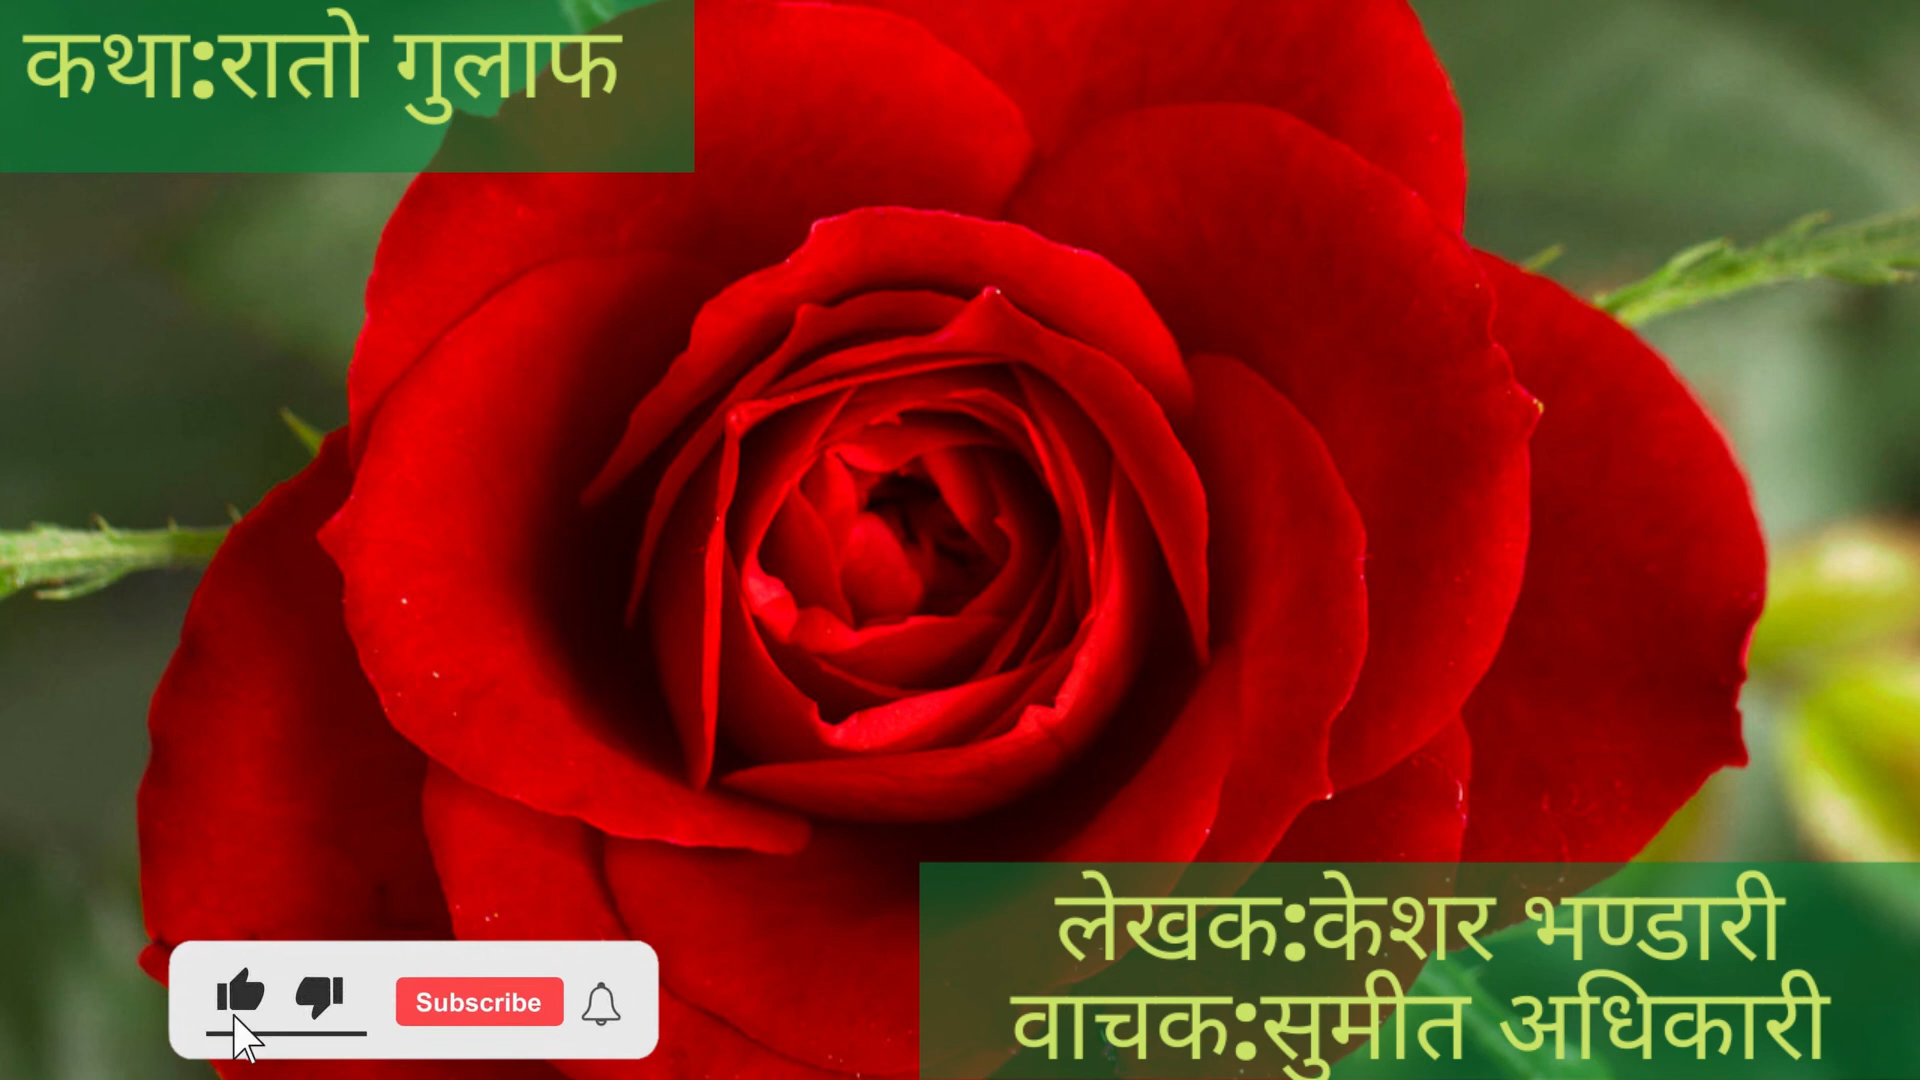 कथा:रातो गुलाफ
Subscribe
लेखक:केशर भण्डारी
वाचक:सुमीत अधिकारी